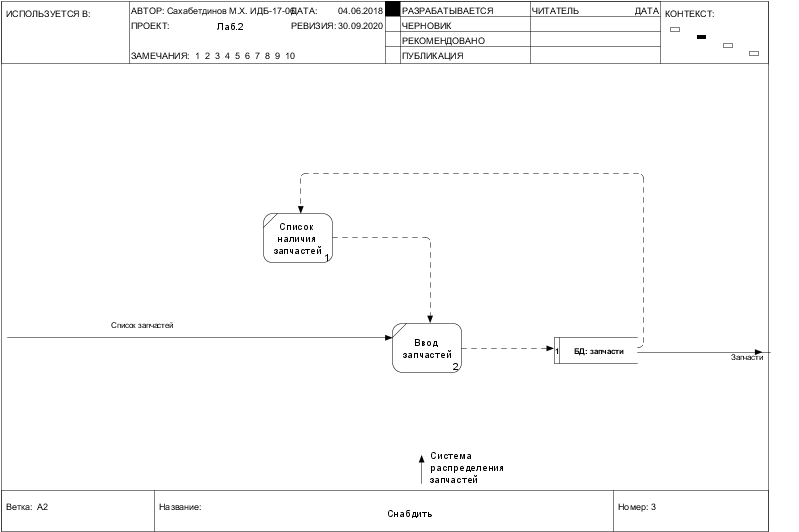 ИСПОЛЬЗУЕТСЯ В:
АВТОР: Сахабетдинов М.Х. ИДБ-17-06
ДАТА: 04.06.2018
ПРОЕКТ: Лаб.2
РЕВИЗИЯ: 30.09.2020
ЗАМЕЧАНИЯ: 1 2 3 4 5 6 7 8 9 10
РАЗРАБАТЫВАЕТСЯ
ЧЕРНОВИК
РЕКОМЕНДОВАНО
ПУБЛИКАЦИЯ
ЧИТАТЕЛЬ ДАТА
КОНТЕКСТ:
Список
наличия
запчастей
1
Список запчастей
Ввод
запчастей
2
1 БД: запчасти
Запчасти
Система
распределения
запчастей
Ветка: A2
Название:
Снабдить
Номер: 3